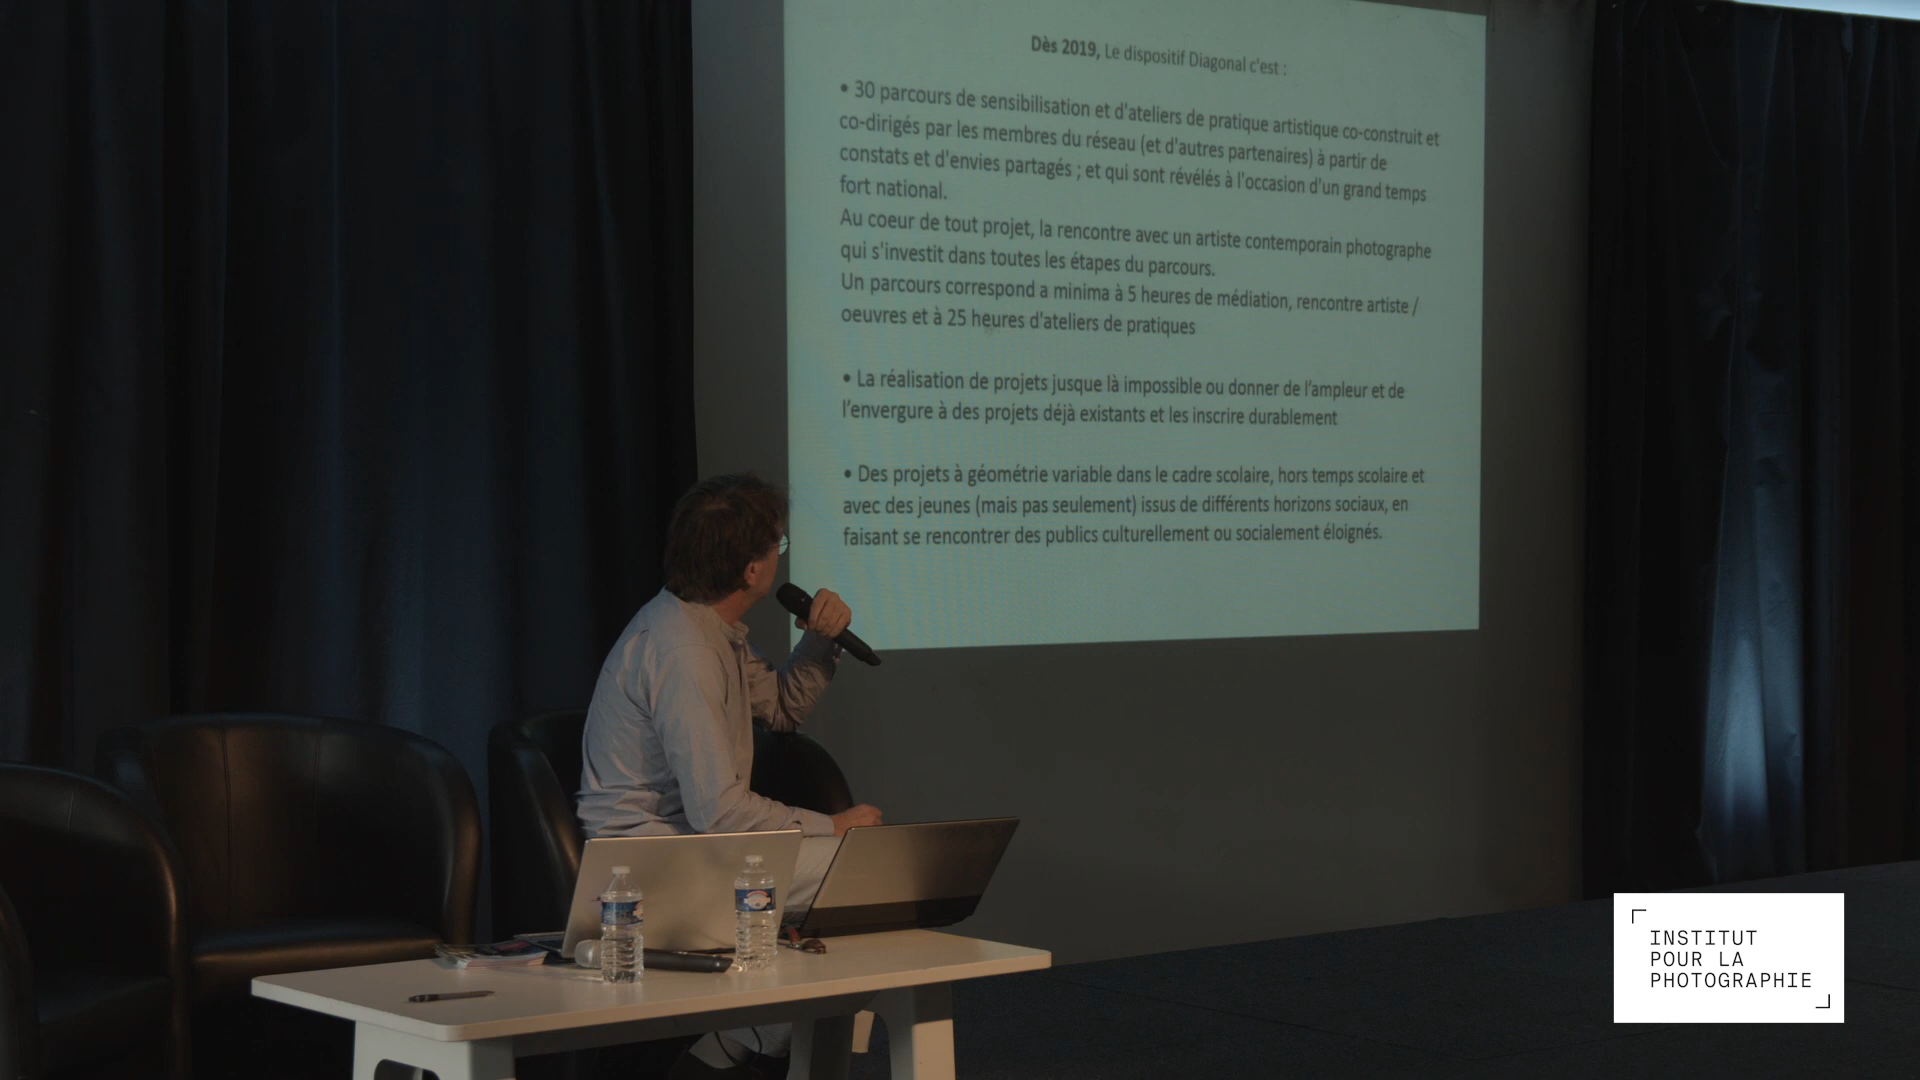 Dès 2019, Le dispositif Diagonal c'est :
• 30 parcours de sensibilisation et d'ateliers de pratique artistique co-construit et
co-dirigés par les membres du réseau (et d'autres partenaires) à partir de
constats et d'envies partagés ; et qui sont révélés à l'occasion d'un grand temps
fort national.
Au coeur de tout projet, la rencontre avec un artiste contemporain photographe
qui s'investit dans toutes les étapes du parcours.
Un parcours correspond a minima à 5 heures de médiation, rencontre artiste /
oeuvres et à 25 heures d'ateliers de pratiques
• La réalisation de projets jusque là impossible ou donner de l’ampleur et de
l’envergure à des projets déjà existants et les inscrire durablement
• Des projets à géométrie variable dans le cadre scolaire, hors temps scolaire et
avec des jeunes (mais pas seulement) issus de différents horizons sociaux, en
faisant se rencontrer des publics culturellement ou socialement éloignés.
INSTITUT
POUR LA
PHOTOGRAPHIE